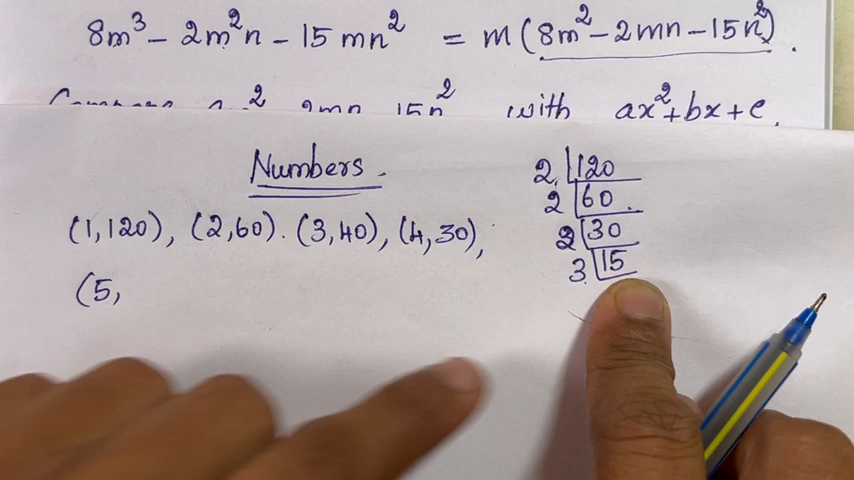 8m³ - 2m²n - 15mn² = m(8m² - 2mn - 15n²).
with ax²+bx+c.
Numbers.
(1,120), (2,60). (3,40), (4,30),
(5,
2 120
2 60
2 30
3 15